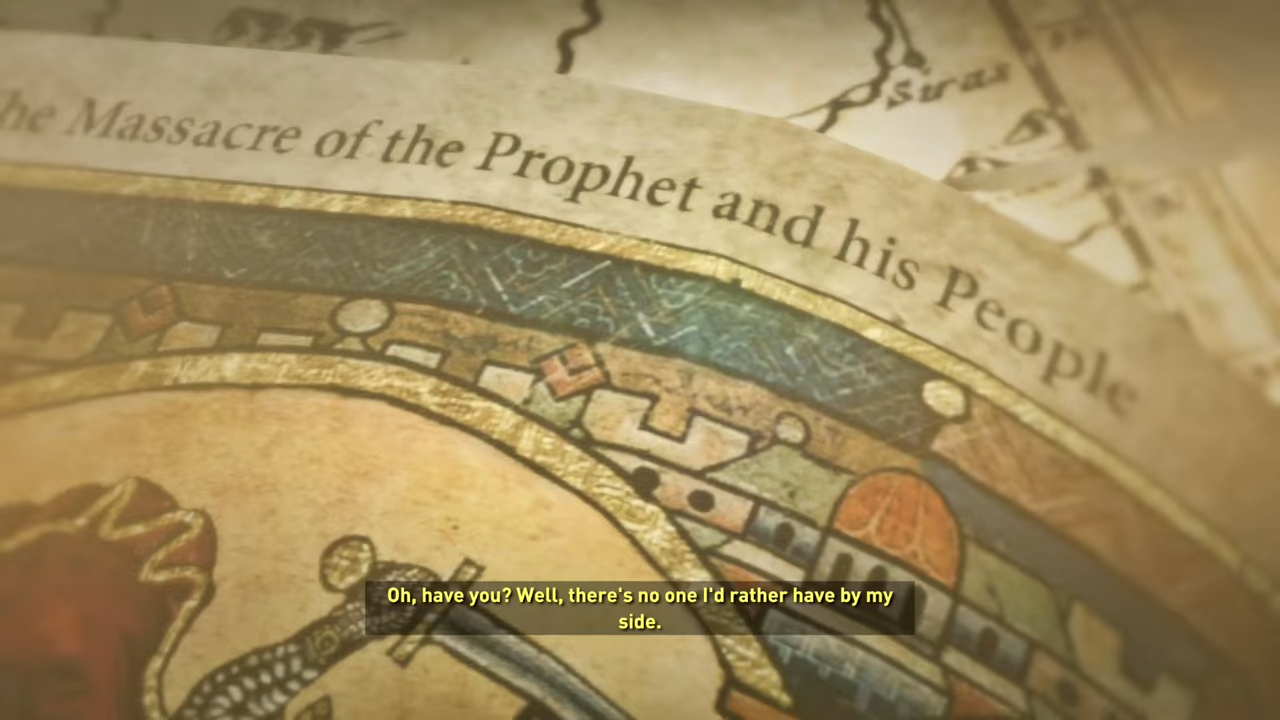 Siras
he Massacre of the Prophet and his People
Oh, have you? Well, there's no one I'd rather have by my
side.